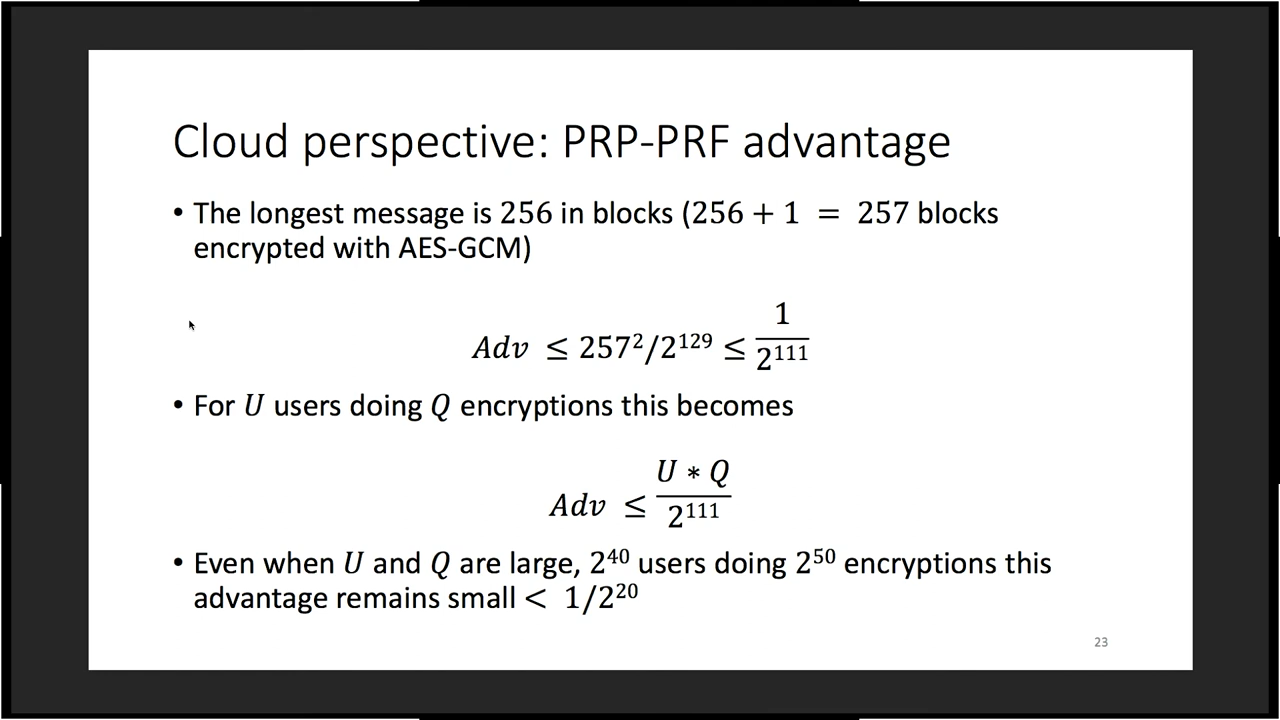 Cloud perspective: PRP-PRF advantage
• The longest message is 256 in blocks (256 + 1 = 257 blocks
encrypted with AES-GCM)
Adv ≤ 257²/2¹²⁹ ≤ 1/2¹¹¹
• For U users doing Q encryptions this becomes
Adv ≤ U * Q/2¹¹¹
• Even when U and Q are large, 2⁴⁰ users doing 2⁵⁰ encryptions this
advantage remains small < 1/2²⁰
23